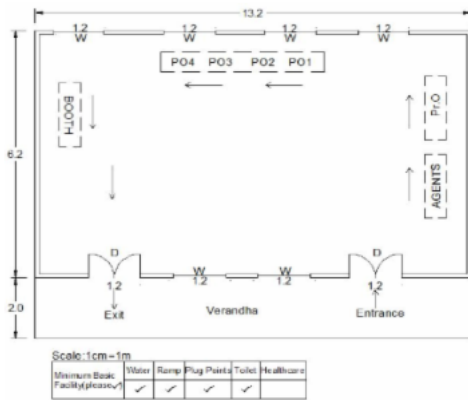 13.2
1.2 1.2 1.2 1.2
W W W W
PO4 PO3 PO2 PO1
BOOTH
Pr.O
6.2
AGENTS
D W W D
1.2 1.2 1.2 1.2
Exit Verandha Entrance
2.0
Scale:1cm=1m
Minimum Basic Facility(please✓) Water Ramp Plug Points Toilet Healthcare
✓ ✓ ✓ ✓